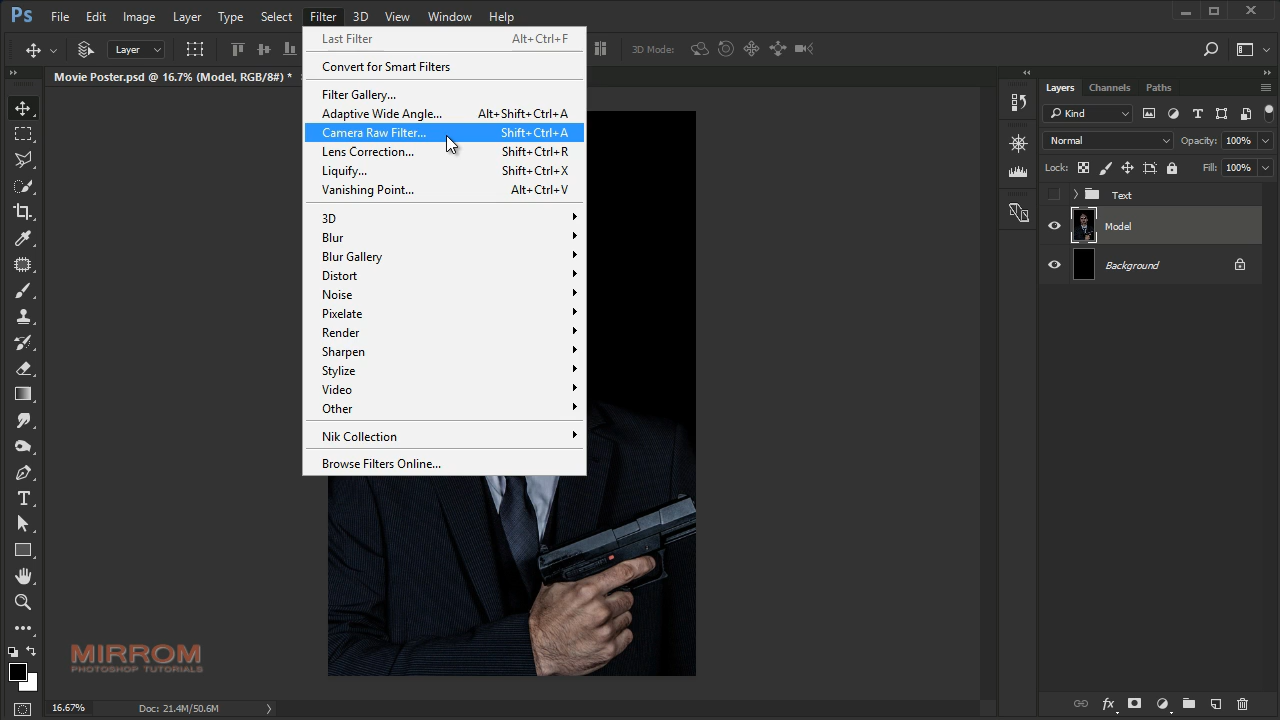 Ps File Edit Image Layer Type Select Filter 3D View Window Help
Layer 3D Mode:
Movie Poster.psd @ 16.7% (Model, RGB/8#) *
Last Filter Alt+Ctrl+F
Convert for Smart Filters
Filter Gallery...
Adaptive Wide Angle... Alt+Shift+Ctrl+A
Camera Raw Filter... Shift+Ctrl+A
Lens Correction... Shift+Ctrl+R
Liquify... Shift+Ctrl+X
Vanishing Point... Alt+Ctrl+V
3D
Blur
Blur Gallery
Distort
Noise
Pixelate
Render
Sharpen
Stylize
Video
Other
Nik Collection
Browse Filters Online...
Layers Channels Paths
Kind
Normal Opacity: 100%
Lock: Fill: 100%
Text
Model
Background
MIRROM
PHOTOSHOP TUTORIALS
16.67% Doc: 21.4M/50.6M